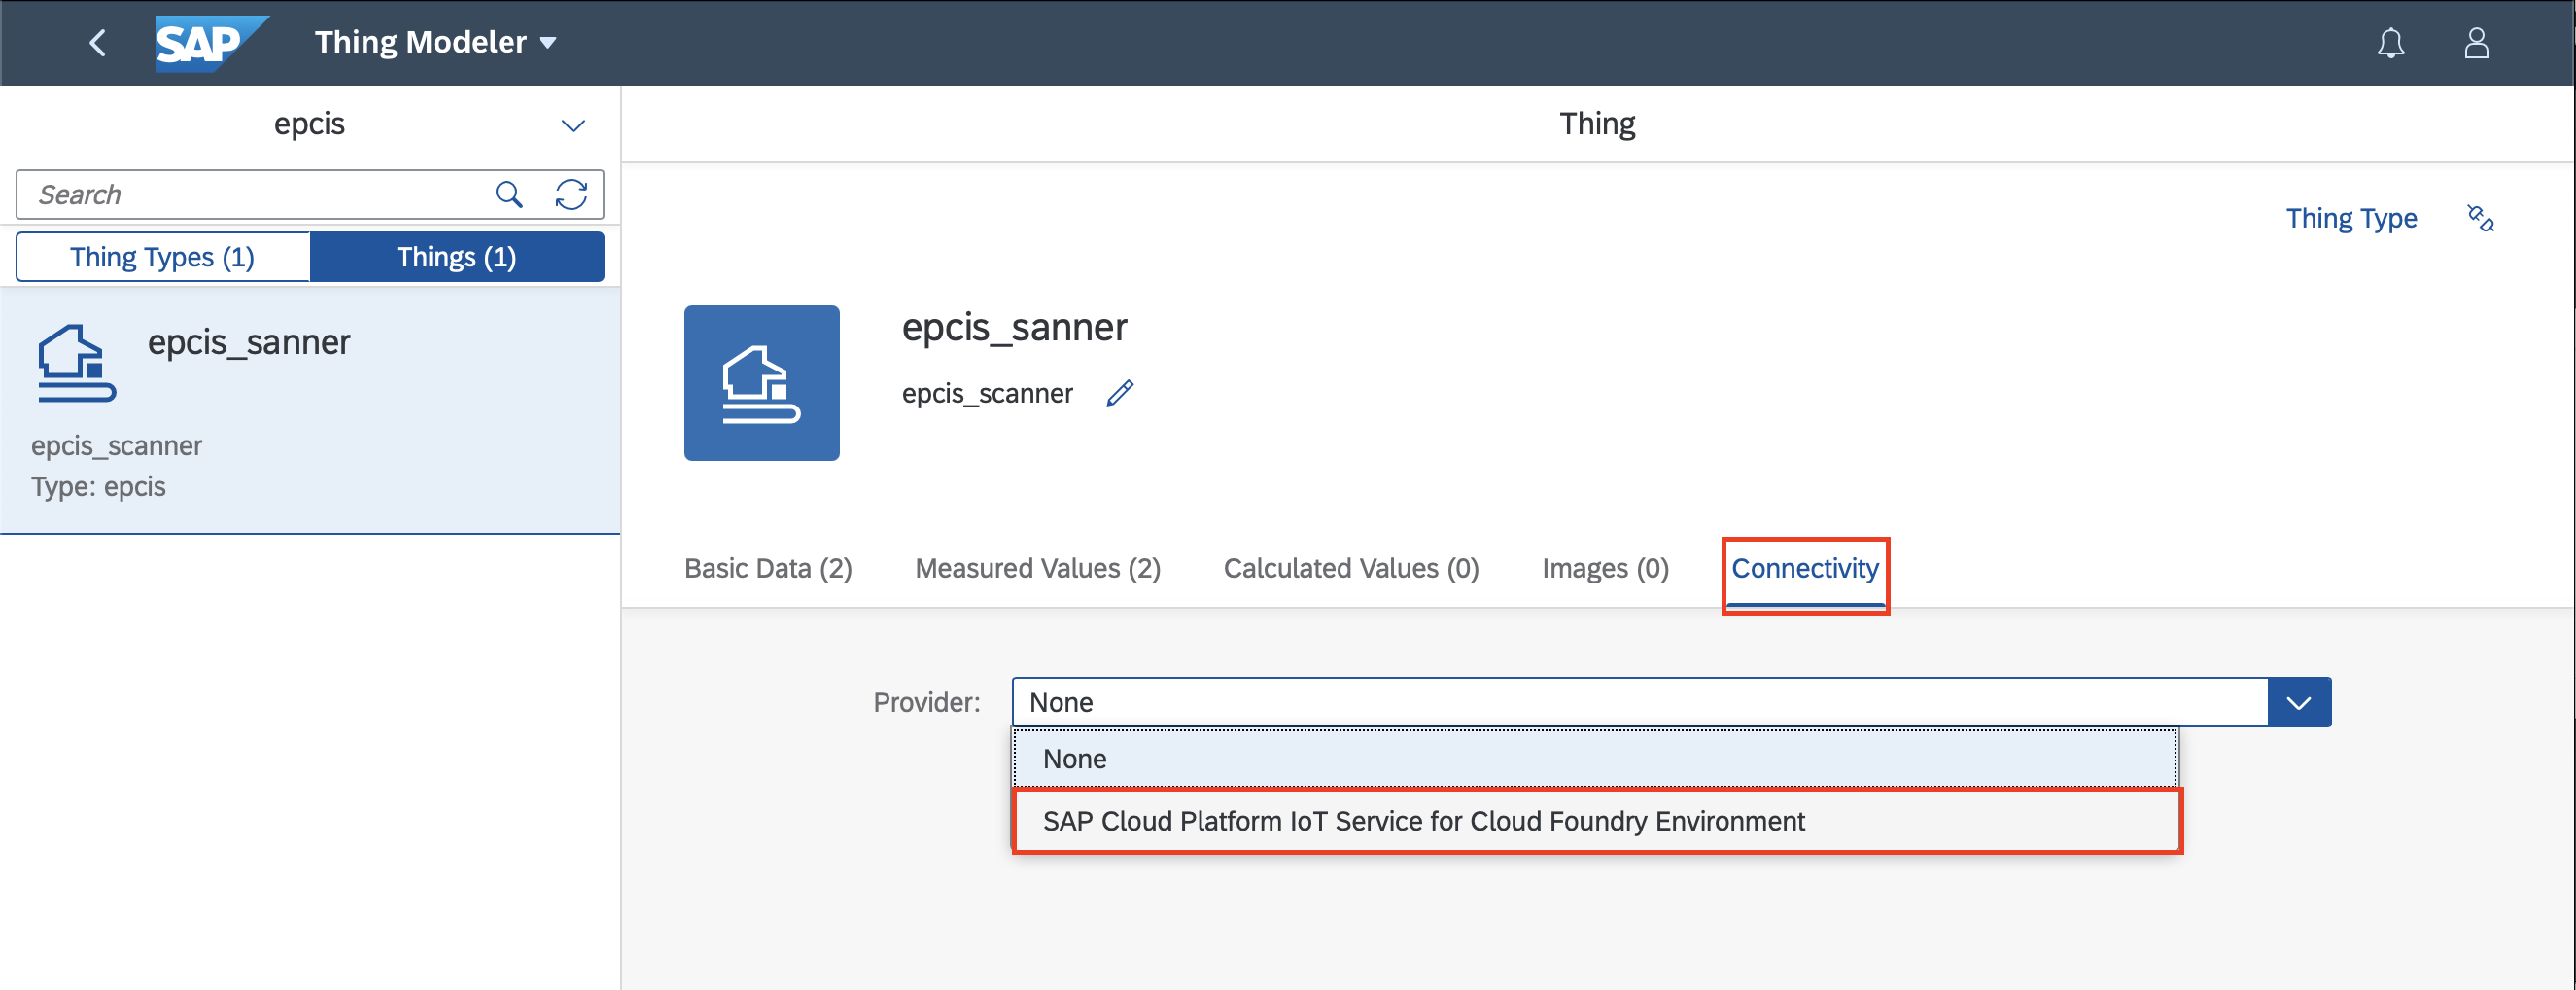 SAP Thing Modeler
epcis
Search
Thing Types (1) Things (1)
epcis_sanner
epcis_scanner
Type: epcis
Thing
Thing Type
epcis_sanner
epcis_scanner
Basic Data (2) Measured Values (2) Calculated Values (0) Images (0) Connectivity
Provider: None
None
SAP Cloud Platform IoT Service for Cloud Foundry Environment